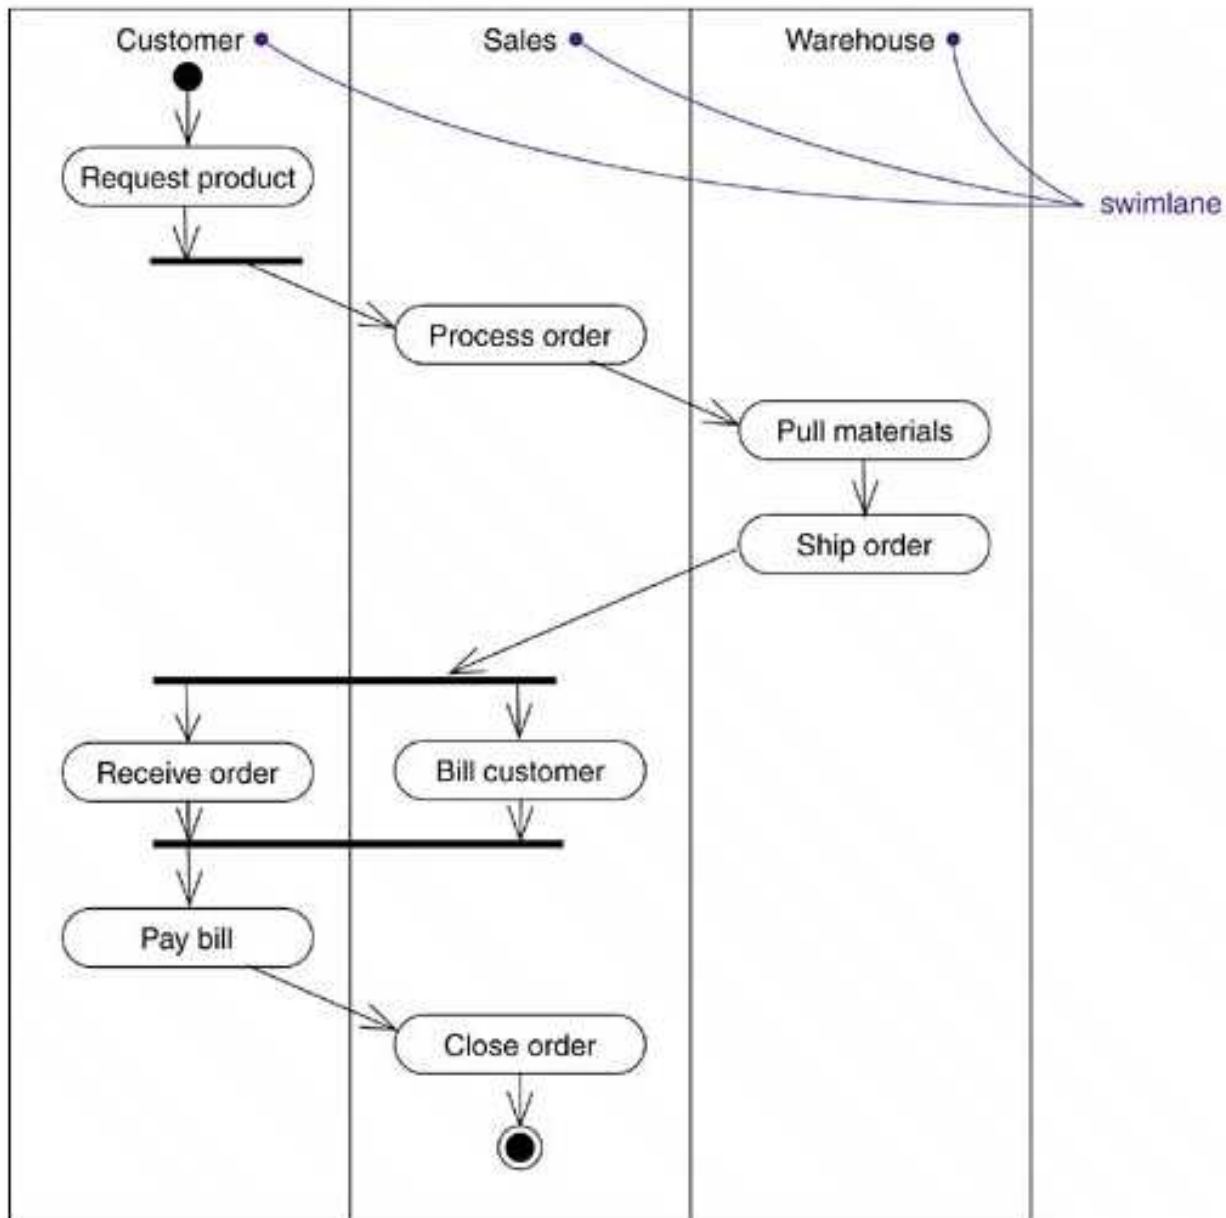 Customer
Sales
Warehouse
Request product
swimlane
Process order
Pull materials
Ship order
Receive order
Bill customer
Pay bill
Close order